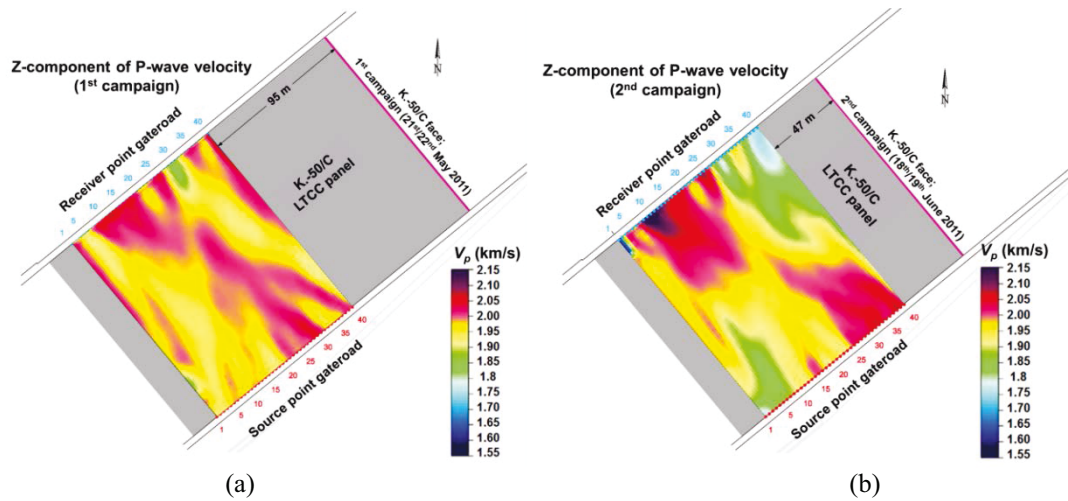 Z-component of P-wave velocity
(1st campaign)
N
95 m
K.-50/C face;
1st campaign (21st/22nd
May 2011)
K.-50/C
LTCC panel
Receiver point gateroad
1 5 10 15 20 25 30 35 40
Source point gateroad
1 5 10 15 20 25 30 35 40
Vp (km/s)
2.15
2.10
2.05
2.00
1.95
1.90
1.85
1.8
1.75
1.70
1.65
1.60
1.55
(a)
Z-component of P-wave velocity
(2nd campaign)
N
47 m
K.-50/C face;
2nd campaign (18th/19th
June 2011)
K.-50/C
LTCC panel
Receiver point gateroad
1 5 10 15 20 25 30 35 40
Source point gateroad
1 5 10 15 20 25 30 35 40
Vp (km/s)
2.15
2.10
2.05
2.00
1.95
1.90
1.85
1.8
1.75
1.70
1.65
1.60
1.55
(b)